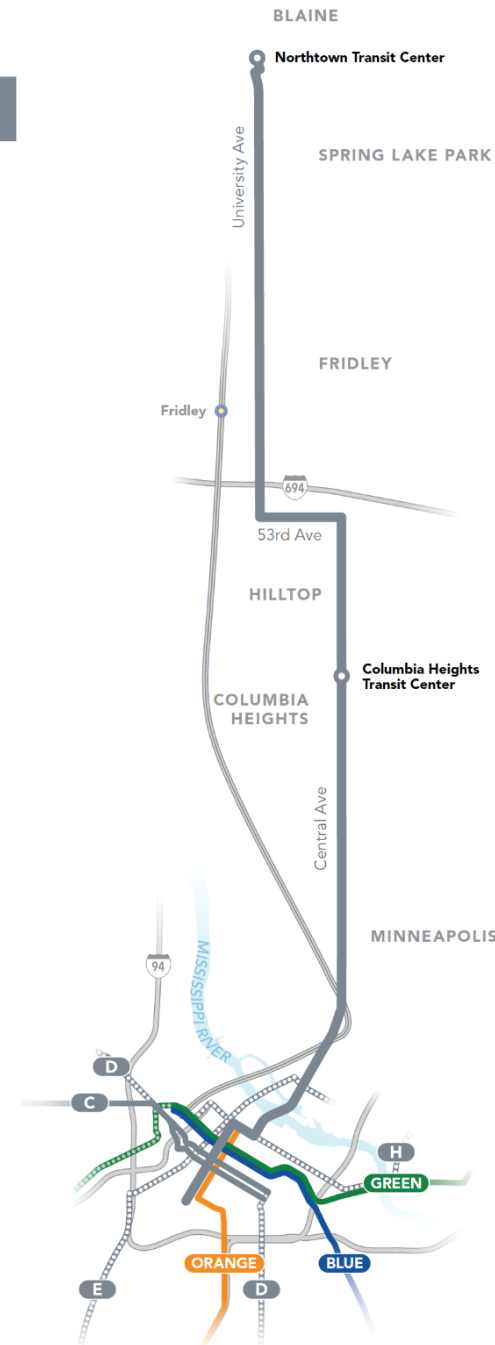 BLAINE
Northtown Transit Center
University Ave
SPRING LAKE PARK
FRIDLEY
Fridley
694
53rd Ave
HILLTOP
Columbia Heights
Transit Center
COLUMBIA
HEIGHTS
Central Ave
MINNEAPOLIS
94
MISSISSIPPI RIVER
D
C
H
GREEN
ORANGE
BLUE
E
D